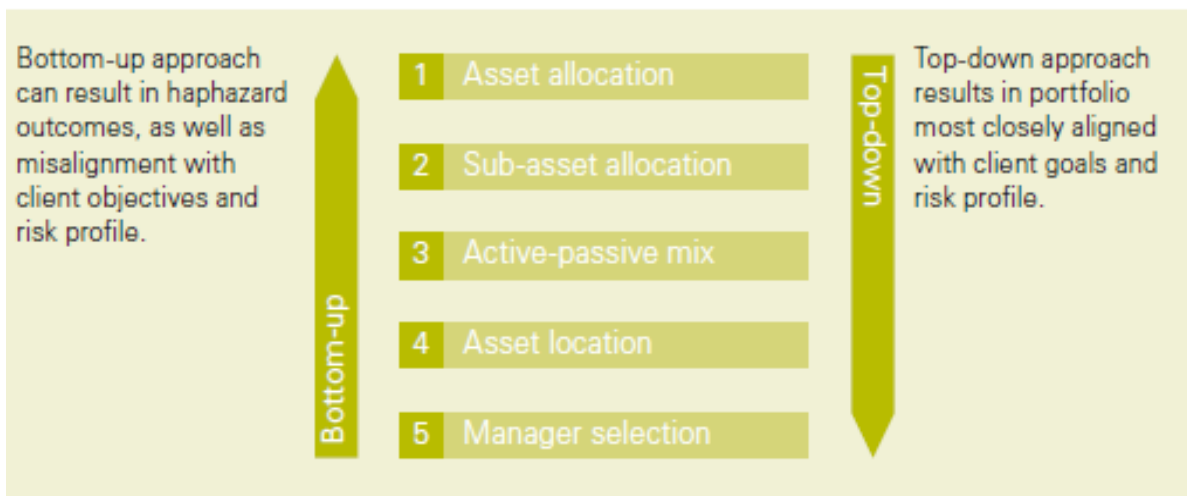 Bottom-up approach
can result in haphazard
outcomes, as well as
misalignment with
client objectives and
risk profile.
Bottom-up
1 Asset allocation
2 Sub-asset allocation
3 Active-passive mix
4 Asset location
5 Manager selection
Top-down
Top-down approach
results in portfolio
most closely aligned
with client goals and
risk profile.